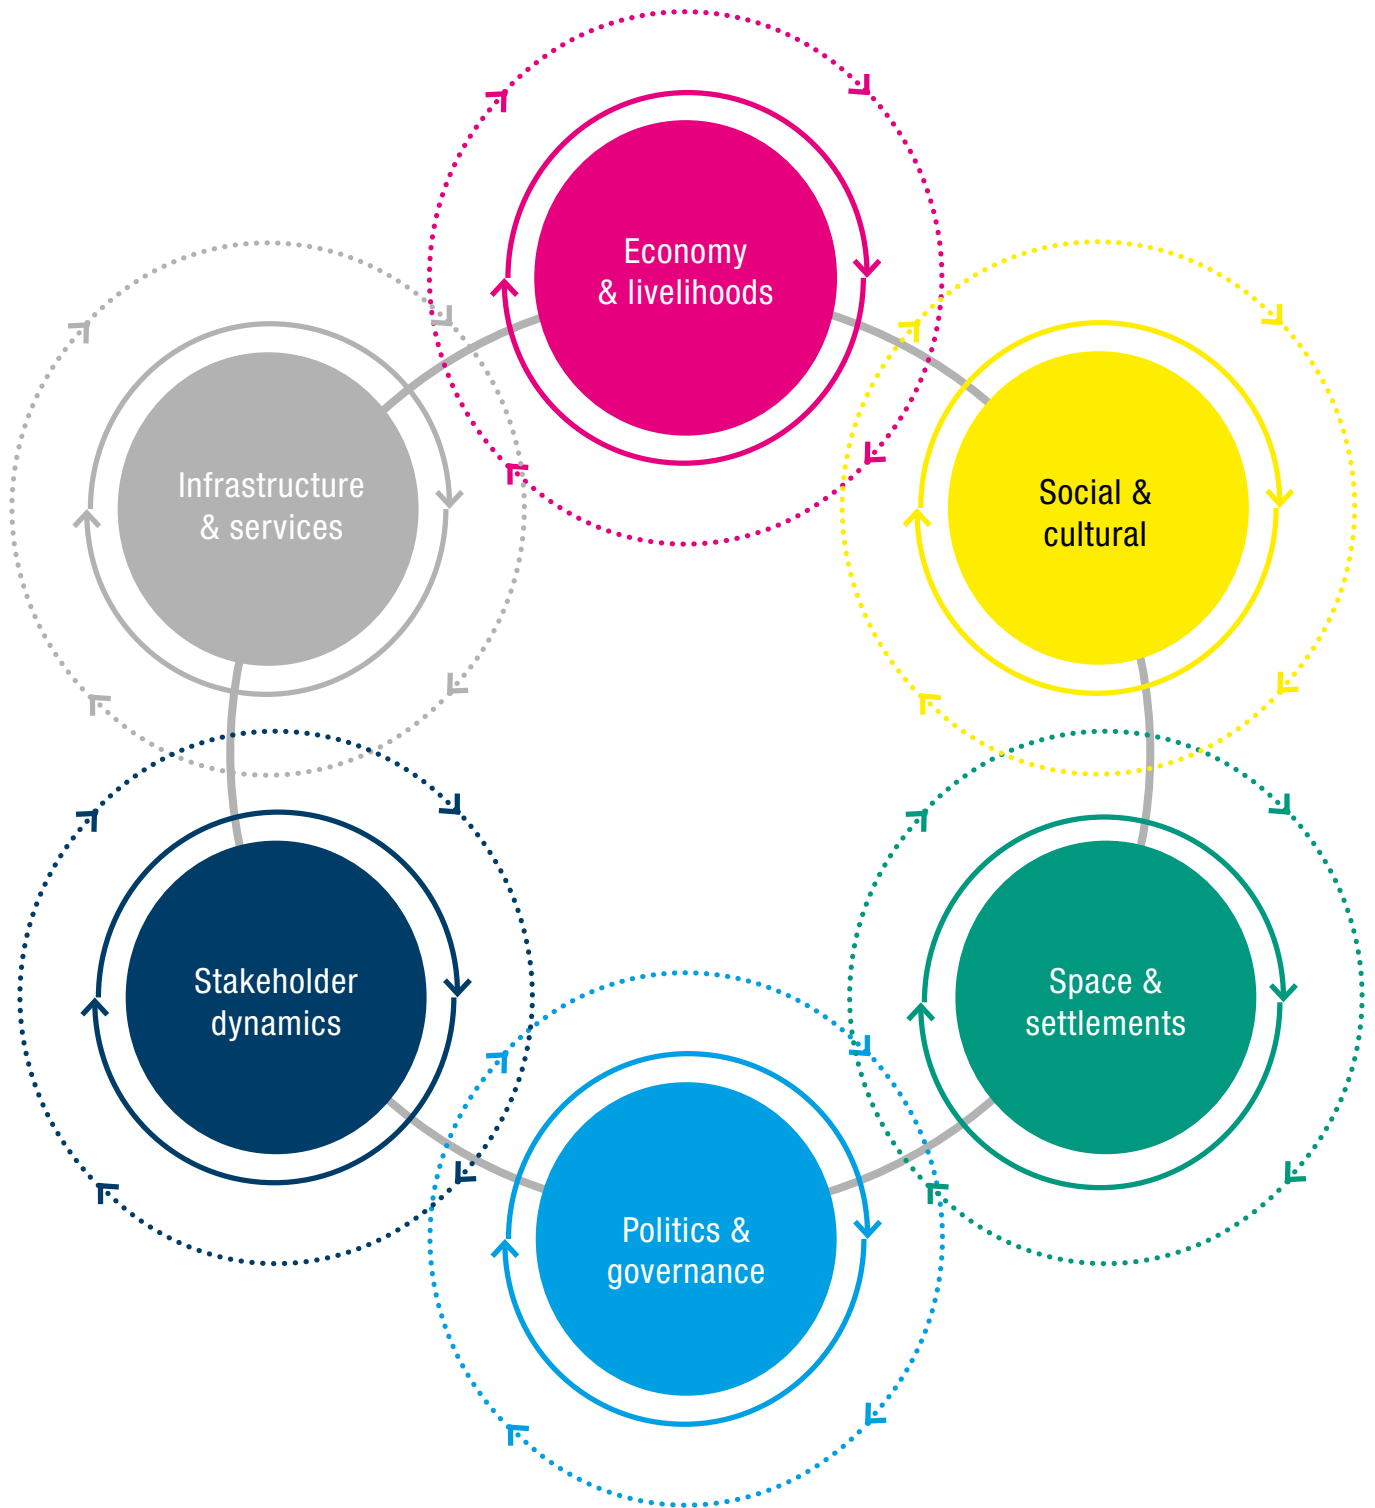 Economy
& livelihoods
Infrastructure
& services
Social &
cultural
Stakeholder
dynamics
Space &
settlements
Politics &
governance